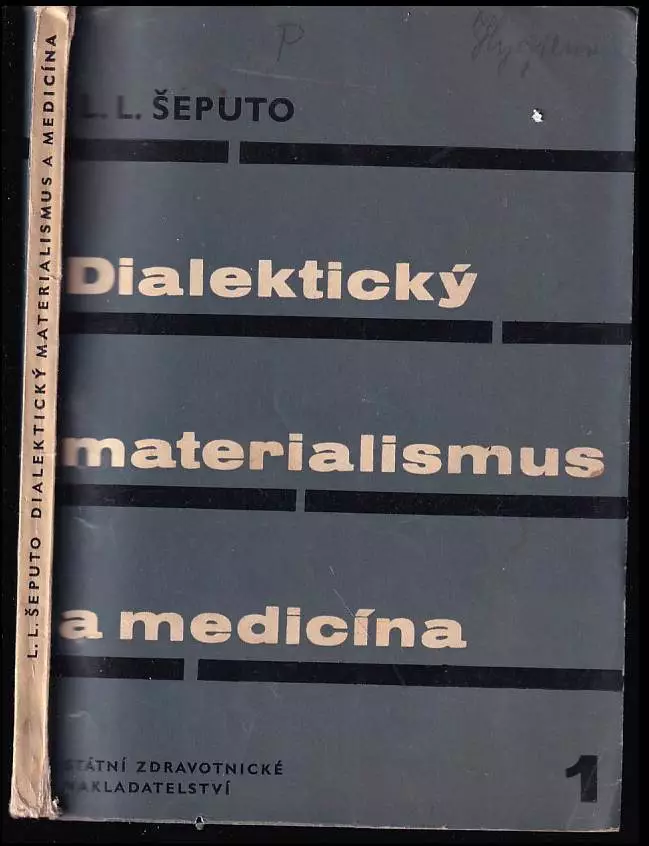 L. L. ŠEPUTO DIALEKTICKÝ MATERIALISMUS A MEDICÍNA
P
L. L. ŠEPUTO
Dialektický
materialismus
a medicína
STÁTNÍ ZDRAVOTNICKÉ
NAKLADATELSTVÍ
1